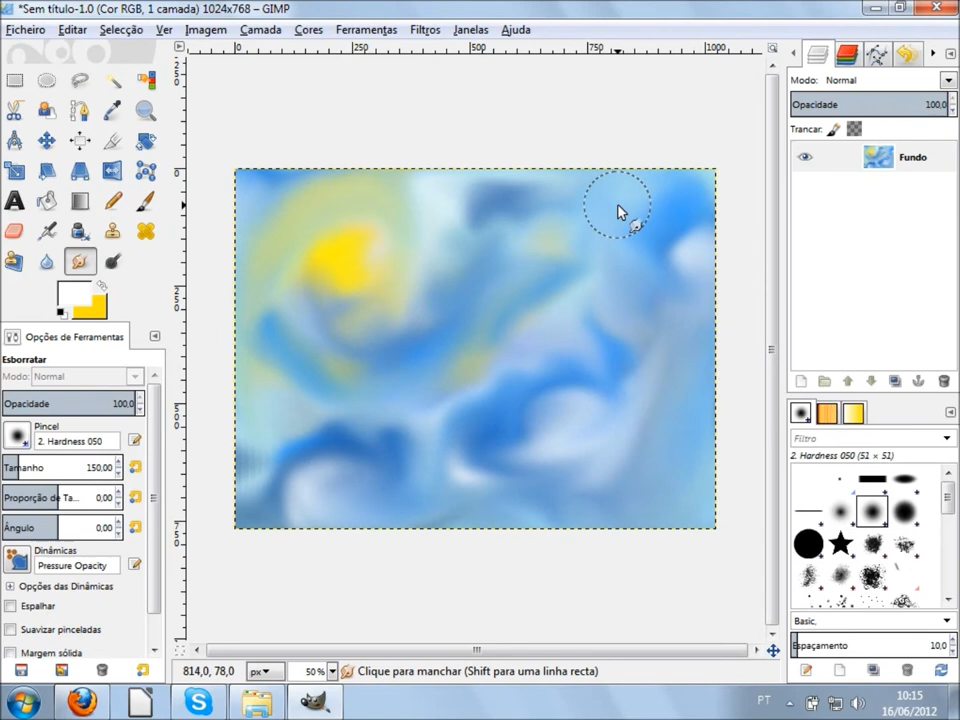 *Sem título-1.0 (Cor RGB, 1 camada) 1024x768 – GIMP
Ficheiro Editar Selecção Ver Imagem Camada Cores Ferramentas Filtros Janelas Ajuda
0 250 500 750 1000
Modo: Normal
Opacidade 100,0
Trancar:
Fundo
0
250
500
750
Opções de Ferramentas
Esborratar
Modo: Normal
Opacidade 100,0
Pincel
2. Hardness 050
Tamanho 150,00
Proporção de Ta... 0,00
Ângulo 0,00
Dinâmicas
Pressure Opacity
Opções das Dinâmicas
Espalhar
Suavizar pinceladas
Margem sólida
Filtro
2. Hardness 050 (51 × 51)
Basic,
Espaçamento 10,0
814,0, 78,0 px 50 % Clique para manchar (Shift para uma linha recta)
PT
10:15
16/06/2012